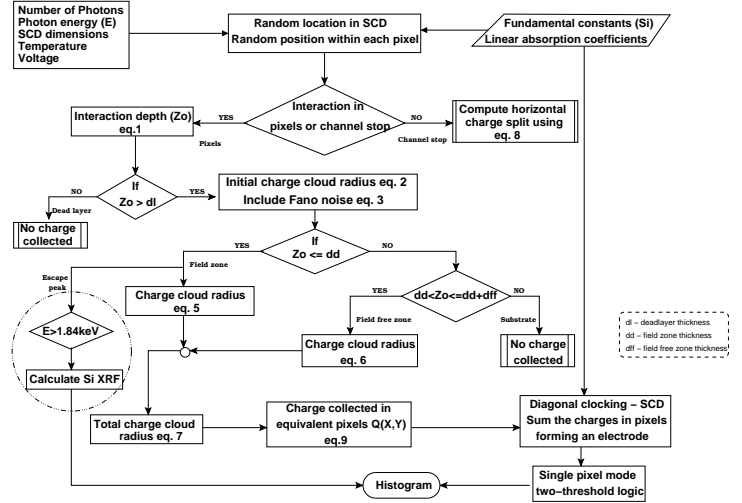 Number of Photons
Photon energy (E)
SCD dimensions
Temperature
Voltage
Random location in SCD
Random position within each pixel
Fundamental constants (Si)
Linear absorption coefficients
Interaction in
pixels or channel stop
YES
Pixels
NO
Channel stop
Interaction depth (Zo)
eq.1
Compute horizontal
charge split using
eq. 8
If
Zo > dl
NO
Dead layer
YES
No charge
collected
Initial charge cloud radius eq. 2
Include Fano noise eq. 3
If
Zo <= dd
YES
Field zone
NO
Escape
peak
Charge cloud radius
eq. 5
dd<Zo<=dd+dff
YES
Field free zone
NO
Substrate
E>1.84keV
Charge cloud radius
eq. 6
No charge
collected
dl – deadlayer thickness
dd – field zone thickness
dff – field free zone thickness
Calculate Si XRF
Total charge cloud
radius eq. 7
Charge collected in
equivalent pixels Q(X,Y)
eq.9
Diagonal clocking – SCD
Sum the charges in pixels
forming an electrode
Histogram
Single pixel mode
two–threshold logic